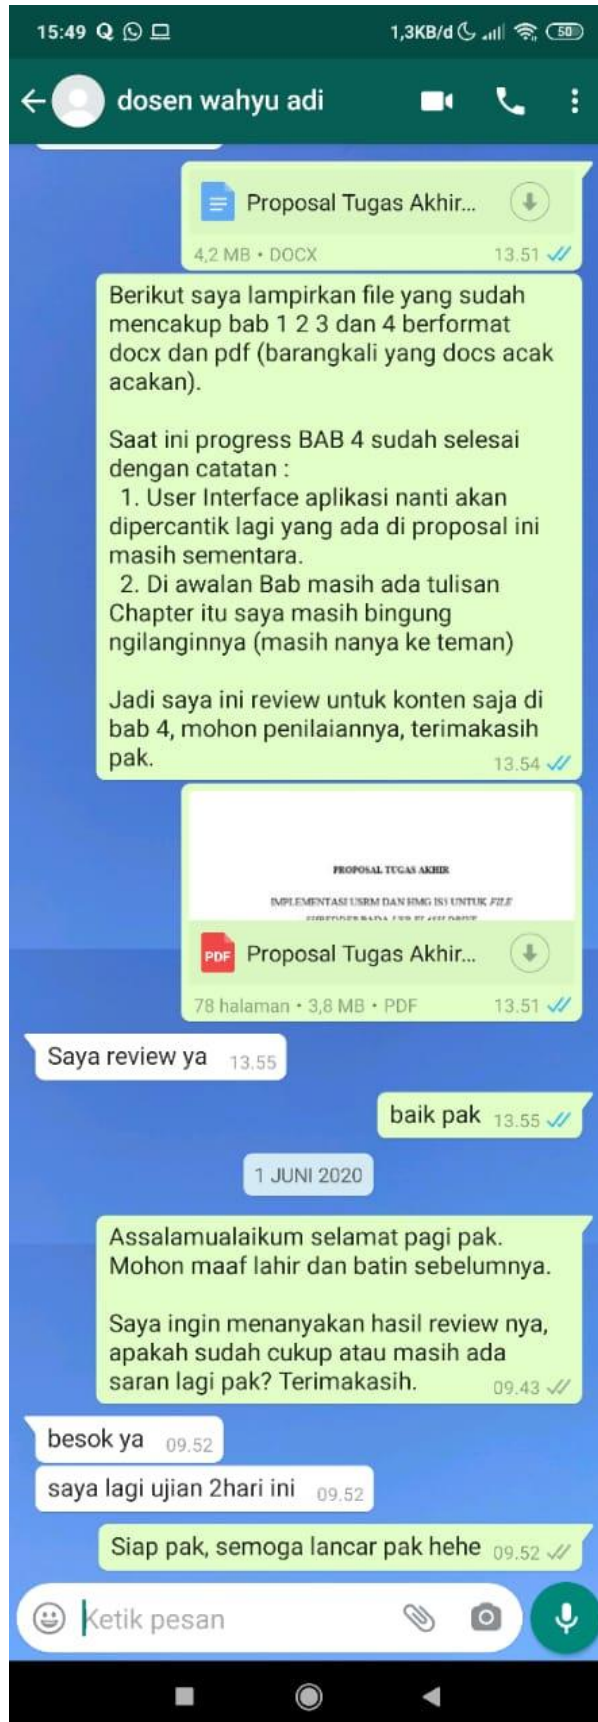 15:49
1,3KB/d
50
dosen wahyu adi
Proposal Tugas Akhir...
4,2 MB • DOCX 13.51
Berikut saya lampirkan file yang sudah
mencakup bab 1 2 3 dan 4 berformat
docx dan pdf (barangkali yang docs acak
acakan).
Saat ini progress BAB 4 sudah selesai
dengan catatan :
1. User Interface aplikasi nanti akan
dipercantik lagi yang ada di proposal ini
masih sementara.
2. Di awalan Bab masih ada tulisan
Chapter itu saya masih bingung
ngilanginnya (masih nanya ke teman)
Jadi saya ini review untuk konten saja di
bab 4, mohon penilaiannya, terimakasih
pak. 13.54
PROPOSAL TUGAS AKHIR
IMPLEMENTASI USRM DAN HMG IS5 UNTUK FILE
SHREDDER PADA USB FLASH DRIVE
PDF Proposal Tugas Akhir...
78 halaman • 3,8 MB • PDF 13.51
Saya review ya 13.55
baik pak 13.55
1 JUNI 2020
Assalamualaikum selamat pagi pak.
Mohon maaf lahir dan batin sebelumnya.
Saya ingin menanyakan hasil review nya,
apakah sudah cukup atau masih ada
saran lagi pak? Terimakasih. 09.43
besok ya 09.52
saya lagi ujian 2hari ini 09.52
Siap pak, semoga lancar pak hehe 09.52
Ketik pesan